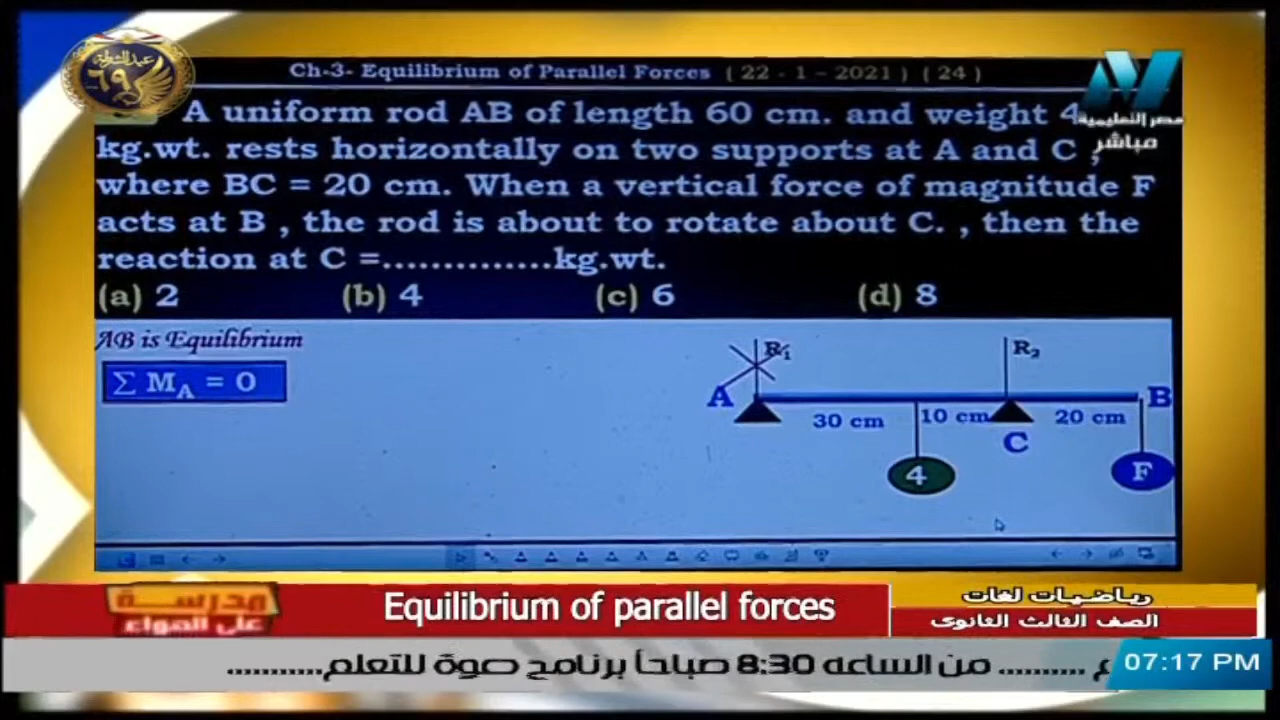 عيد الشرطة
٦٩
Ch-3- Equilibrium of Parallel Forces ( 22 - 1 - 2021 ) ( 24 )
A uniform rod AB of length 60 cm. and weight 4
kg.wt. rests horizontally on two supports at A and C ,
where BC = 20 cm. When a vertical force of magnitude F
acts at B , the rod is about to rotate about C. , then the
reaction at C =..............kg.wt.
(a) 2 (b) 4 (c) 6 (d) 8
مصر التعليمية
مباشر
AB is Equilibrium
∑ MA = 0
R1 R2
A B
30 cm 10 cm 20 cm
C
4 F
مدرسة
على الهواء
Equilibrium of parallel forces
رياضيات لغات
الصف الثالث الثانوى
م .......... من الساعه 8:30 صباحاً برنامج صوة للتعلم............
07:17 PM